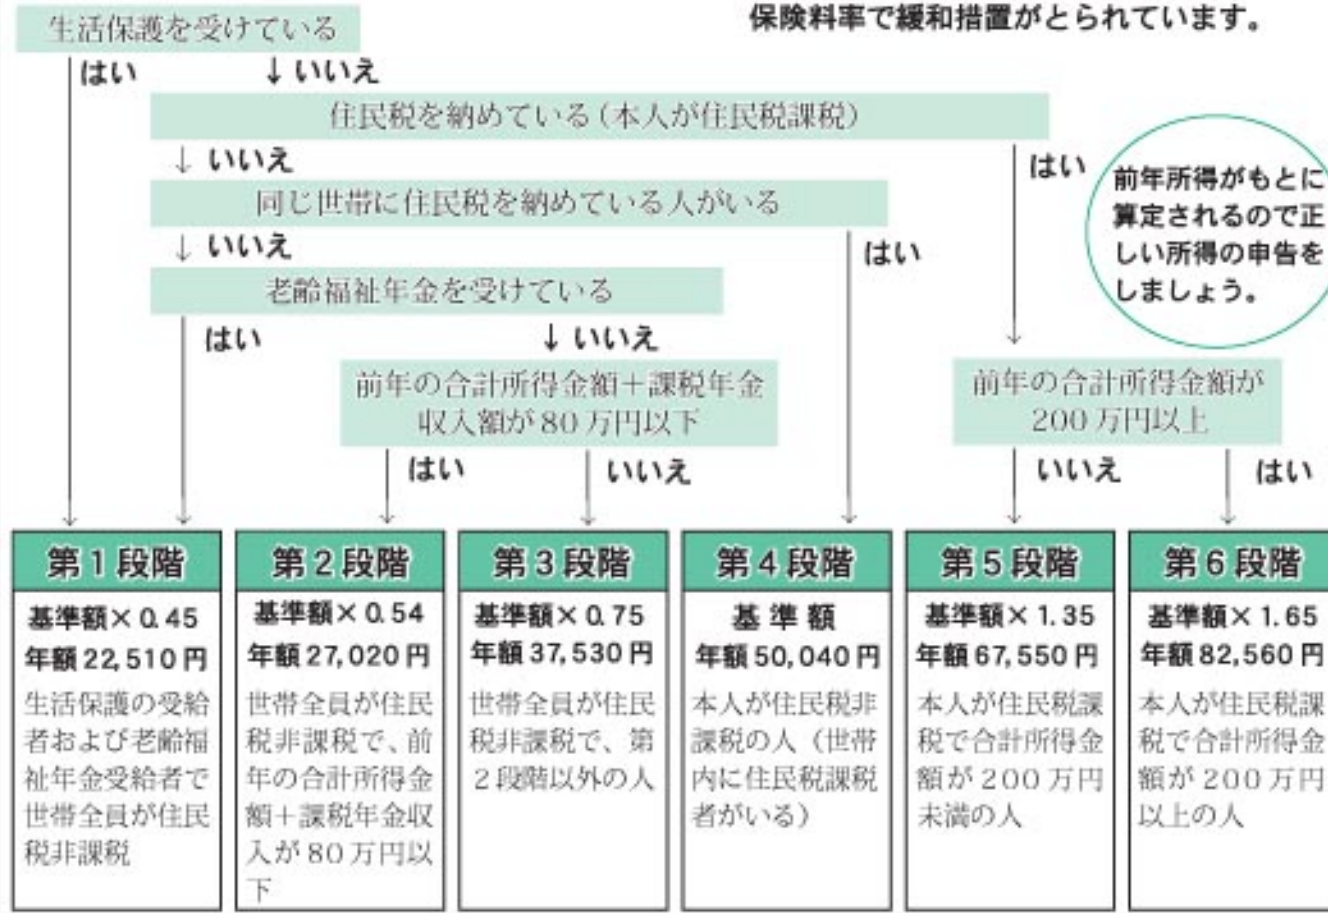 保険料率で緩和措置がとられています。
生活保護を受けている
はい
↓いいえ
住民税を納めている(本人が住民税課税)
↓いいえ
はい
同じ世帯に住民税を納めている人がいる
↓いいえ
はい
老齢福祉年金を受けている
はい
↓いいえ
前年の合計所得金額+課税年金
収入額が80万円以下
はい
いいえ
前年の合計所得金額が
200万円以上
いいえ
はい
前年所得がもとに
算定されるので正
しい所得の申告を
しましょう。
第1段階
基準額×0.45
年額22,510円
生活保護の受給
者および老齢福
祉年金受給者で
世帯全員が住民
税非課税
第2段階
基準額×0.54
年額27,020円
世帯全員が住民
税非課税で、前
年の合計所得金
額+課税年金収
入が80万円以
下
第3段階
基準額×0.75
年額37,530円
世帯全員が住民
税非課税で、第
2段階以外の人
第4段階
基準額
年額50,040円
本人が住民税非
課税の人(世帯
内に住民税課税
者がいる)
第5段階
基準額×1.35
年額67,550円
本人が住民税課
税で合計所得金
額が200万円
未満の人
第6段階
基準額×1.65
年額82,560円
本人が住民税課
税で合計所得金
額が200万円
以上の人